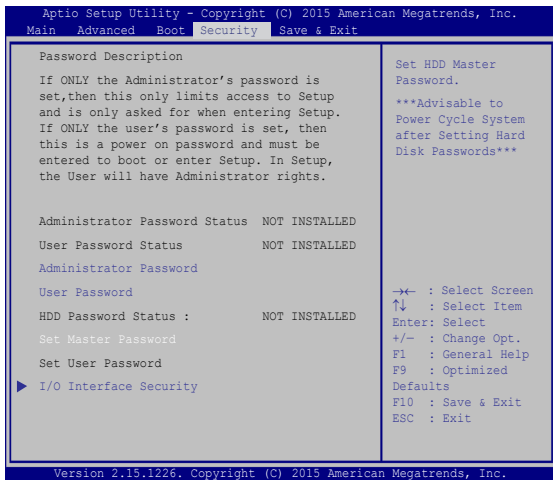 Aptio Setup Utility - Copyright (C) 2015 American Megatrends, Inc.
Main Advanced Boot Security Save & Exit
Password Description
If ONLY the Administrator's password is
set,then this only limits access to Setup
and is only asked for when entering Setup.
If ONLY the user's password is set, then
this is a power on password and must be
entered to boot or enter Setup. In Setup,
the User will have Administrator rights.
Administrator Password Status NOT INSTALLED
User Password Status NOT INSTALLED
Administrator Password
User Password
HDD Password Status : NOT INSTALLED
Set Master Password
Set User Password
I/O Interface Security
Set HDD Master
Password.
***Advisable to
Power Cycle System
after Setting Hard
Disk Passwords***
→← : Select Screen
↑↓ : Select Item
Enter: Select
+/− : Change Opt.
F1 : General Help
F9 : Optimized
Defaults
F10 : Save & Exit
ESC : Exit
Version 2.15.1226. Copyright (C) 2015 American Megatrends, Inc.